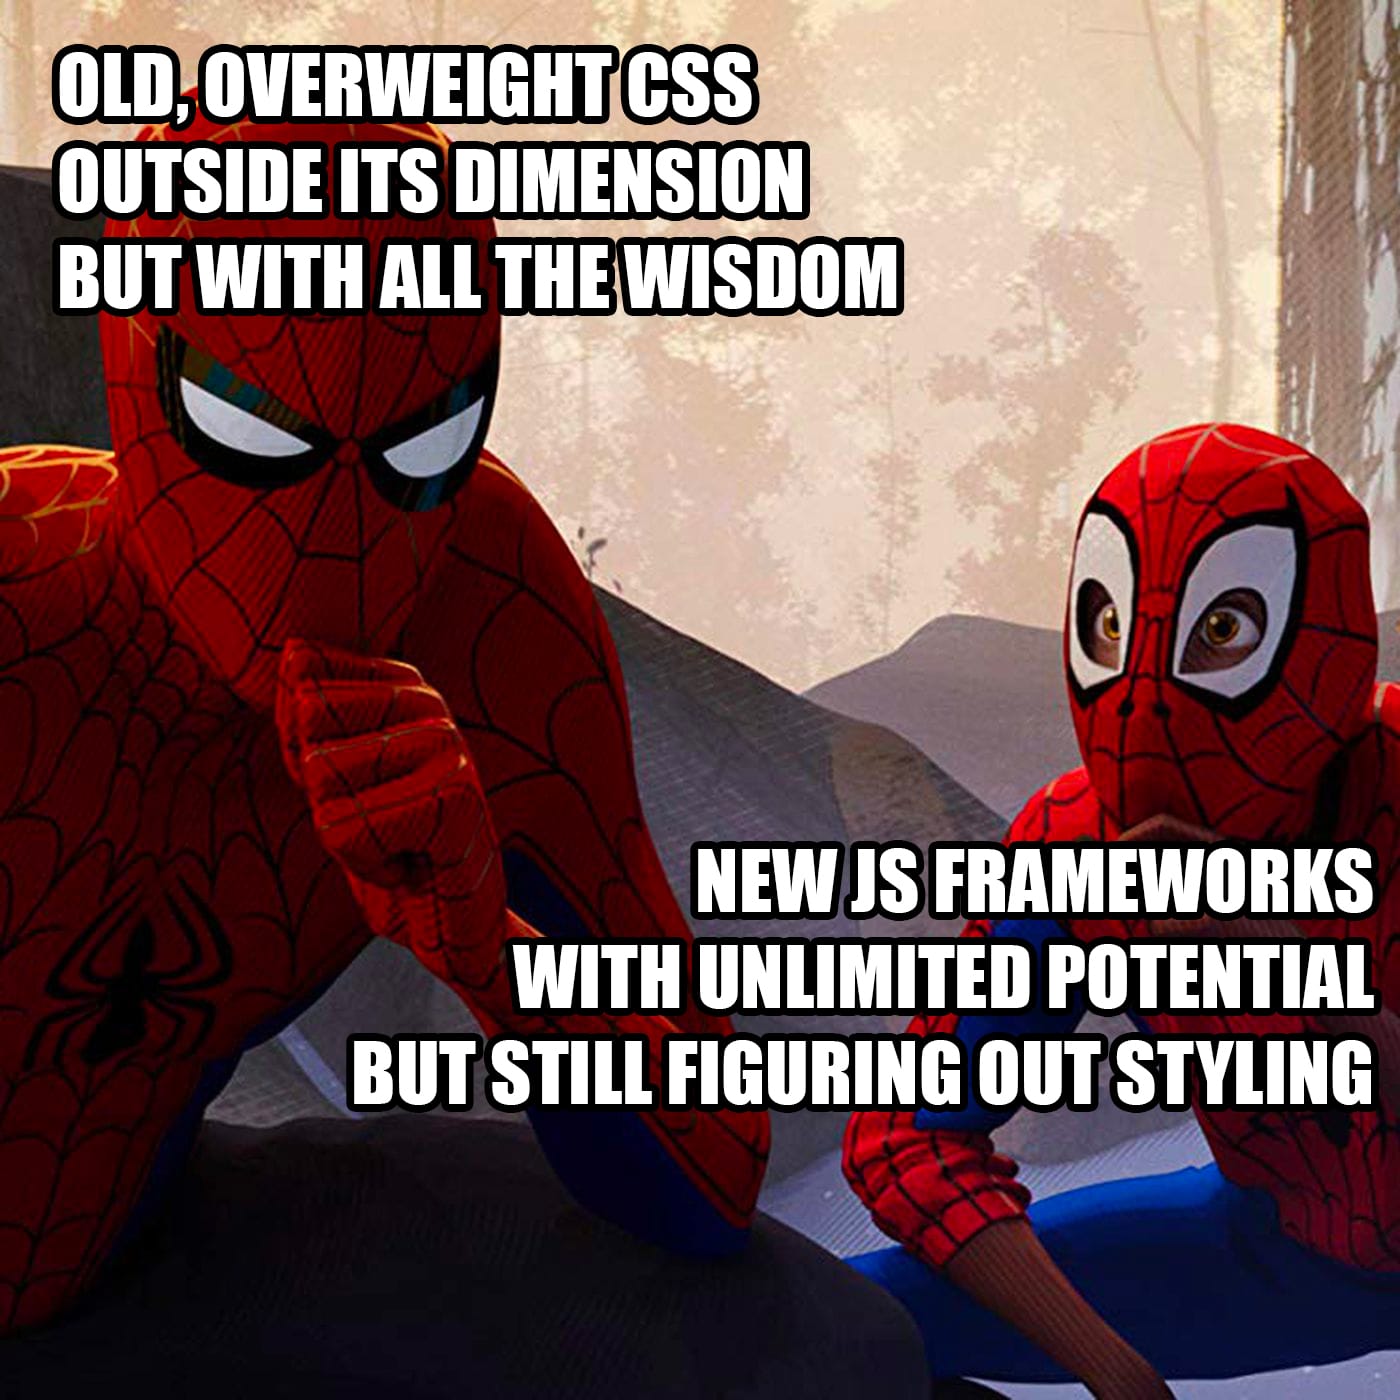 OLD, OVERWEIGHT CSS
OUTSIDE ITS DIMENSION
BUT WITH ALL THE WISDOM
NEW JS FRAMEWORKS
WITH UNLIMITED POTENTIAL
BUT STILL FIGURING OUT STYLING